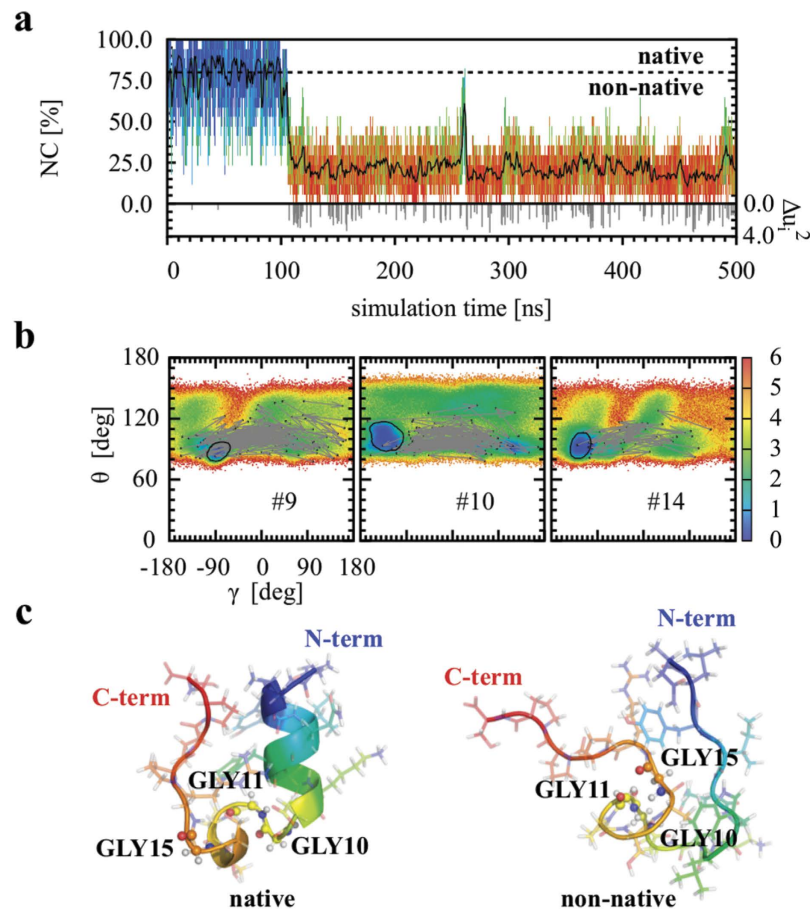 a
100.0
75.0
50.0
25.0
0.0
NC [%]
native
non-native
0.0
4.0
Δuᵢ²
0 100 200 300 400 500
simulation time [ns]
b
180
120
60
0
θ [deg]
#9 #10 #14
6
5
4
3
2
1
0
-180 -90 0 90 180
γ [deg]
c
N-term
C-term
GLY11
GLY15
GLY10
native
N-term
C-term
GLY15
GLY11
GLY10
non-native